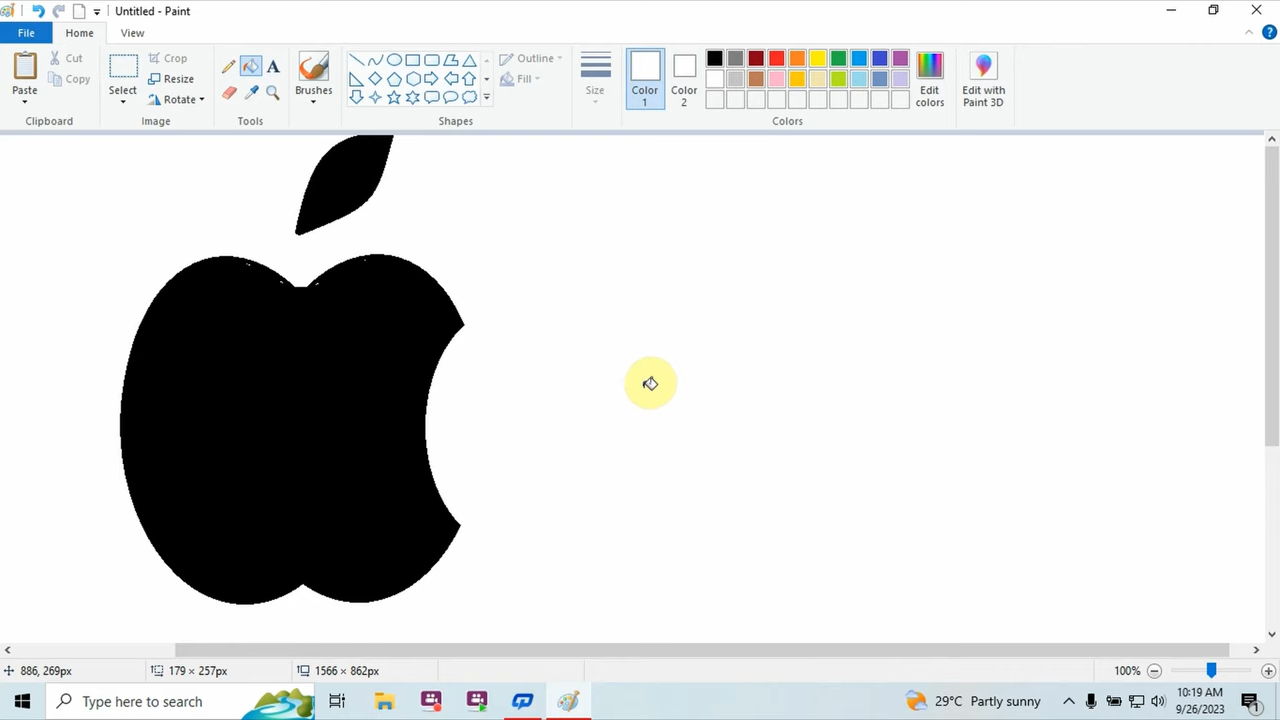 Untitled - Paint
File Home View
Paste
Cut
Copy
Clipboard
Select
Crop
Resize
Rotate
Image
A
Tools
Brushes
Outline
Fill
Shapes
Size
Color 1
Color 2
Edit colors
Colors
Edit with Paint 3D
886, 269px
179 × 257px
1566 × 862px
100%
Type here to search
29°C Partly sunny
10:19 AM
9/26/2023
1